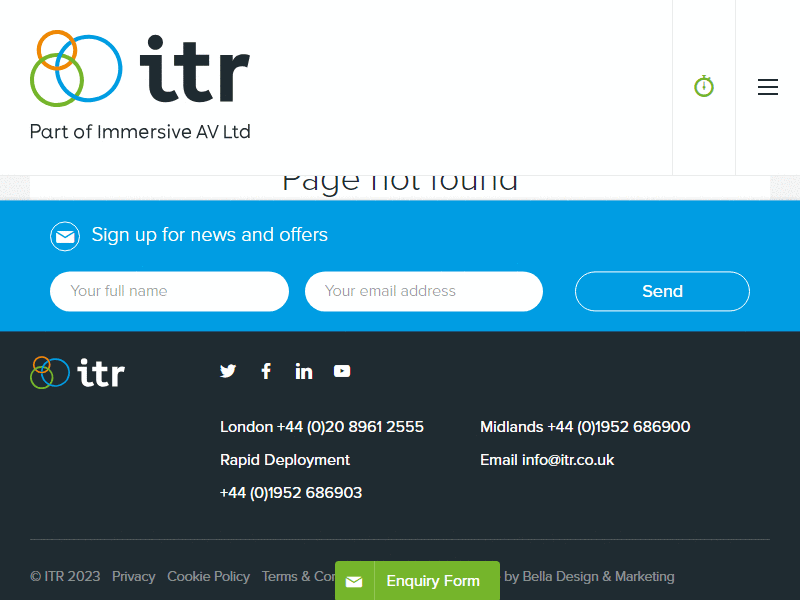 itr
Part of Immersive AV Ltd
Page not found
Sign up for news and offers
Your full name
Your email address
Send
itr
London +44 (0)20 8961 2555
Midlands +44 (0)1952 686900
Rapid Deployment
Email info@itr.co.uk
+44 (0)1952 686903
© ITR 2023 Privacy Cookie Policy Terms & by Bella Design & Marketing
Enquiry Form